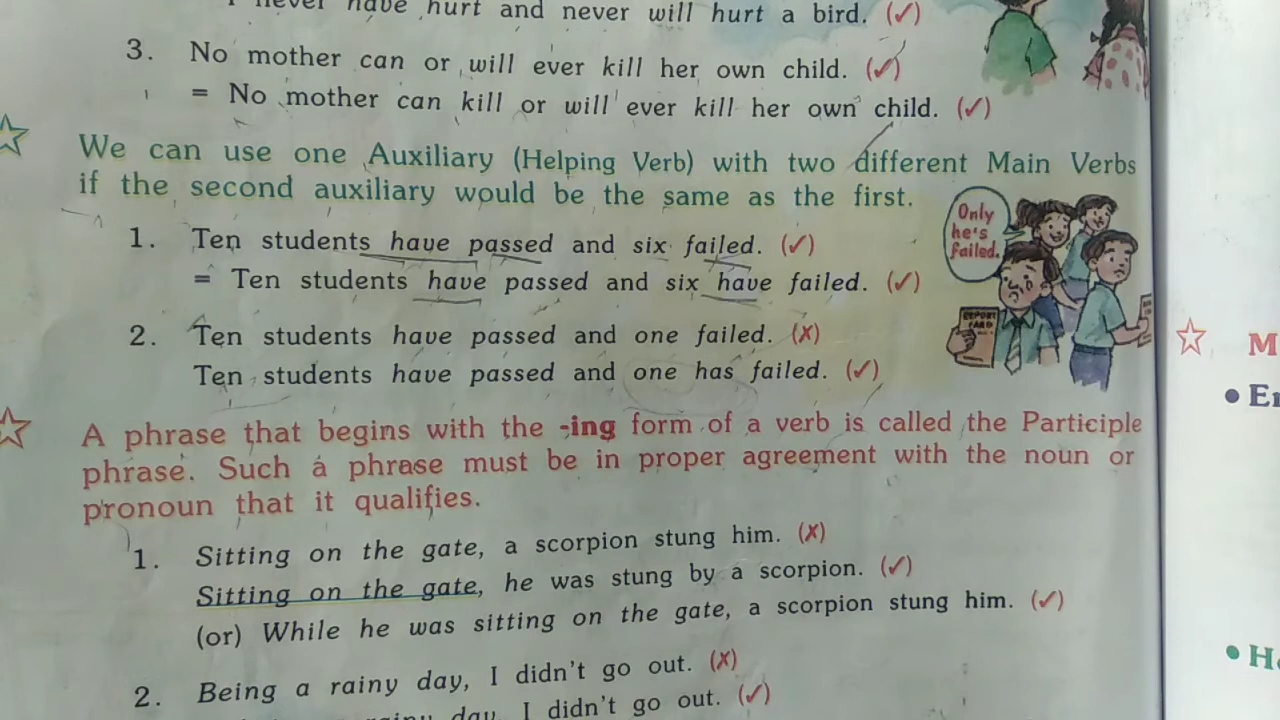 I never have hurt and never will hurt a bird. (✓)
3. No mother can or will ever kill her own child. (✓)
= No mother can kill or will ever kill her own child. (✓)
We can use one Auxiliary (Helping Verb) with two different Main Verbs
if the second auxiliary would be the same as the first.
Only
he's
failed.
1. Ten students have passed and six failed. (✓)
= Ten students have passed and six have failed. (✓)
REPORT
CARD
2. Ten students have passed and one failed. (✗)
Ten students have passed and one has failed. (✓)
A phrase that begins with the -ing form of a verb is called the Participle
phrase. Such a phrase must be in proper agreement with the noun or
pronoun that it qualifies.
1. Sitting on the gate, a scorpion stung him. (✗)
Sitting on the gate, he was stung by a scorpion. (✓)
(or) While he was sitting on the gate, a scorpion stung him. (✓)
2. Being a rainy day, I didn't go out. (✗)
rainy day, I didn't go out. (✓)
M